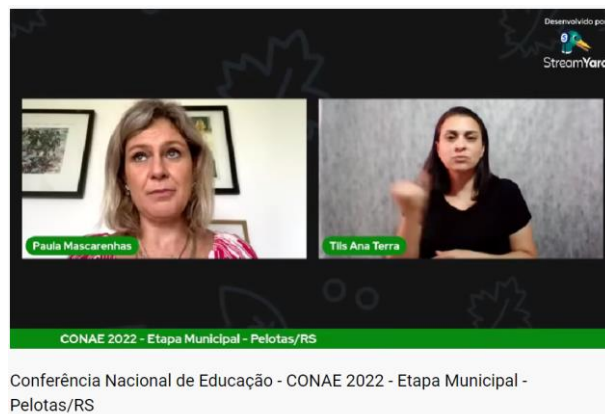 Desenvolvido por
StreamYard
Paula Mascarenhas
Tils Ana Terra
CONAE 2022 - Etapa Municipal - Pelotas/RS
Conferência Nacional de Educação - CONAE 2022 - Etapa Municipal -
Pelotas/RS